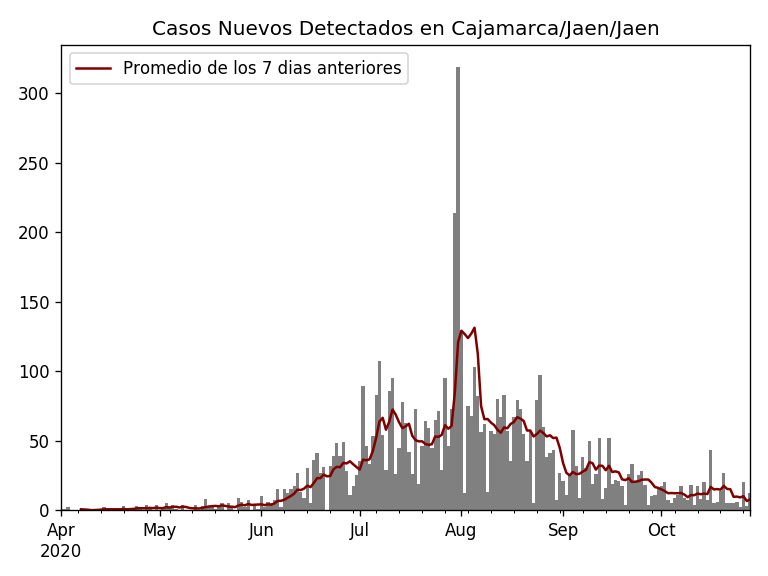 Casos Nuevos Detectados en Cajamarca/Jaen/Jaen
Promedio de los 7 dias anteriores
300
250
200
150
100
50
0
Apr May Jun Jul Aug Sep Oct
2020